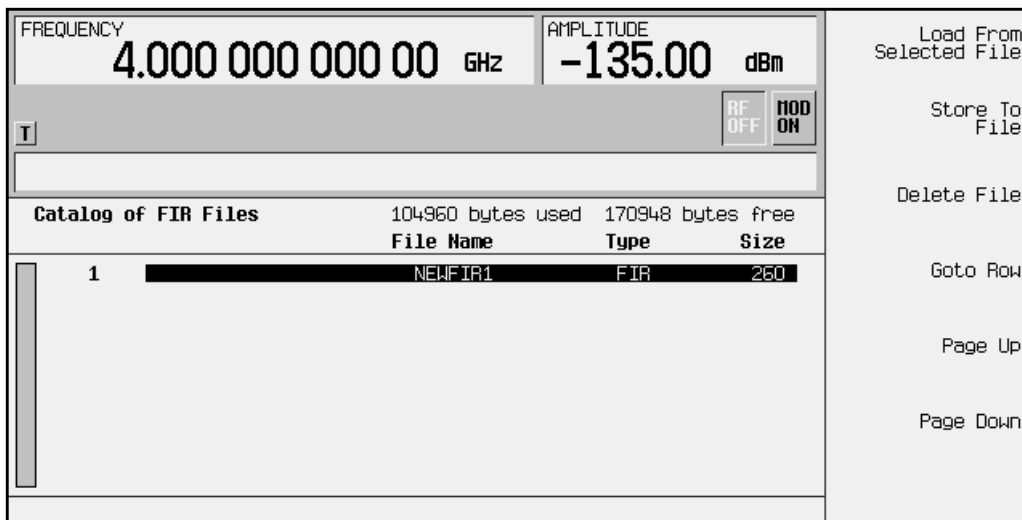 FREQUENCY
4.000 000 000 00 GHz
AMPLITUDE
-135.00 dBm
RF OFF
MOD ON
T
Catalog of FIR Files 104960 bytes used 170948 bytes free
File Name Type Size
1 NEWFIR1 FIR 260
Load From
Selected File
Store To
File
Delete File
Goto Row
Page Up
Page Down